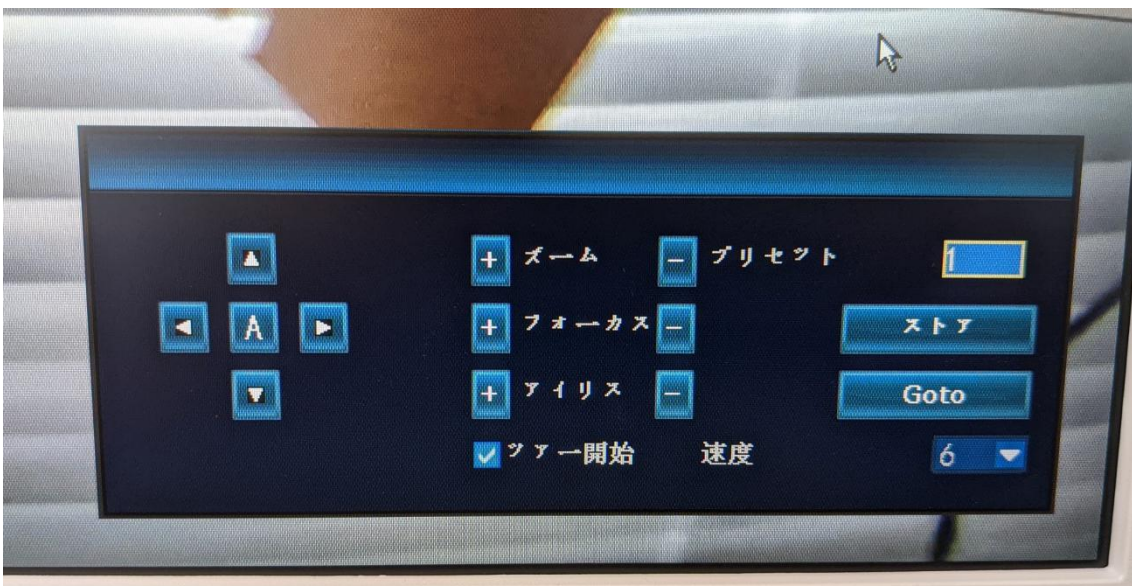 + ズーム - プリセット 1
A + フォーカス - ストア
+ アイリス - Goto
ツアー開始 速度 6